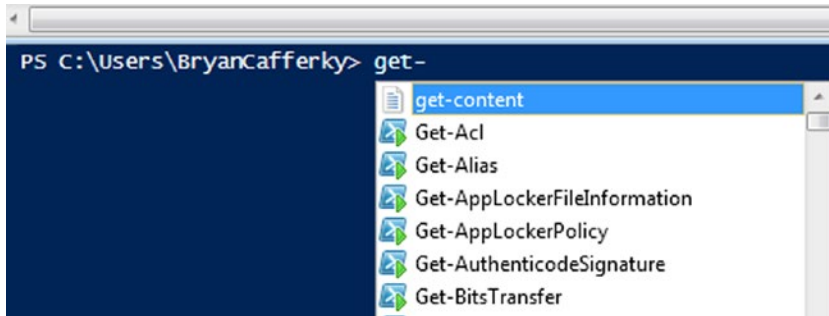 PS C:\Users\BryanCafferky> get-
get-content
Get-Acl
Get-Alias
Get-AppLockerFileInformation
Get-AppLockerPolicy
Get-AuthenticodeSignature
Get-BitsTransfer